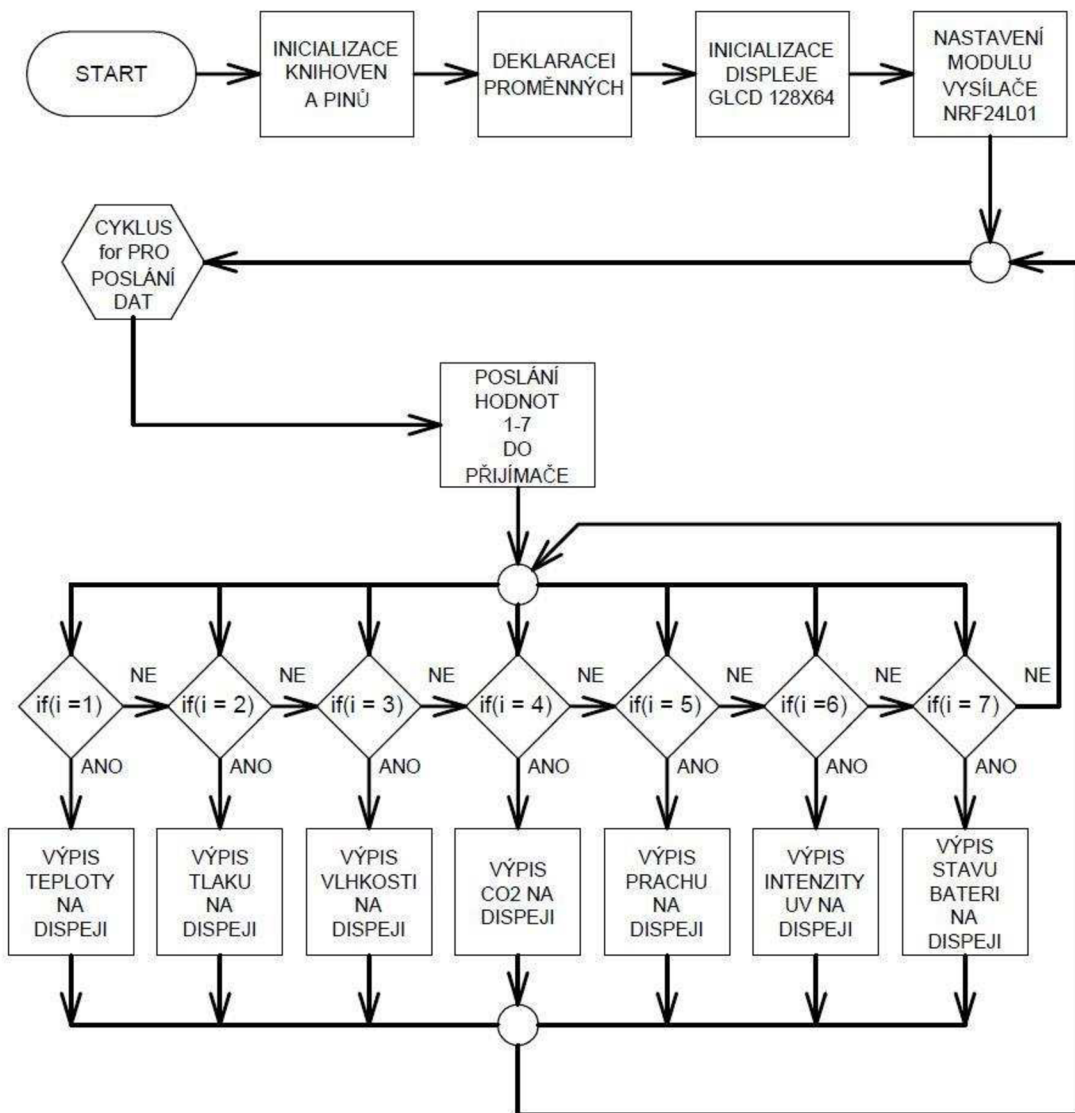 START
INICIALIZACE
KNIHOVEN
A PINŮ
DEKLARACEI
PROMĚNNÝCH
INICIALIZACE
DISPLEJE
GLCD 128X64
NASTAVENÍ
MODULU
VYSÍLAČE
NRF24L01
CYKLUS
for PRO
POSLÁNÍ
DAT
POSLÁNÍ
HODNOT
1-7
DO
PŘIJÍMAČE
if(i =1)
NE
if(i = 2)
NE
if(i = 3)
NE
if(i = 4)
NE
if(i = 5)
NE
if(i =6)
NE
if(i = 7)
NE
ANO
ANO
ANO
ANO
ANO
ANO
ANO
VÝPIS
TEPLOTY
NA
DISPEJI
VÝPIS
TLAKU
NA
DISPEJI
VÝPIS
VLHKOSTI
NA
DISPEJI
VÝPIS
CO2 NA
DISPEJI
VÝPIS
PRACHU
NA
DISPEJI
VÝPIS
INTENZITY
UV NA
DISPEJI
VÝPIS
STAVU
BATERI
NA
DISPEJI